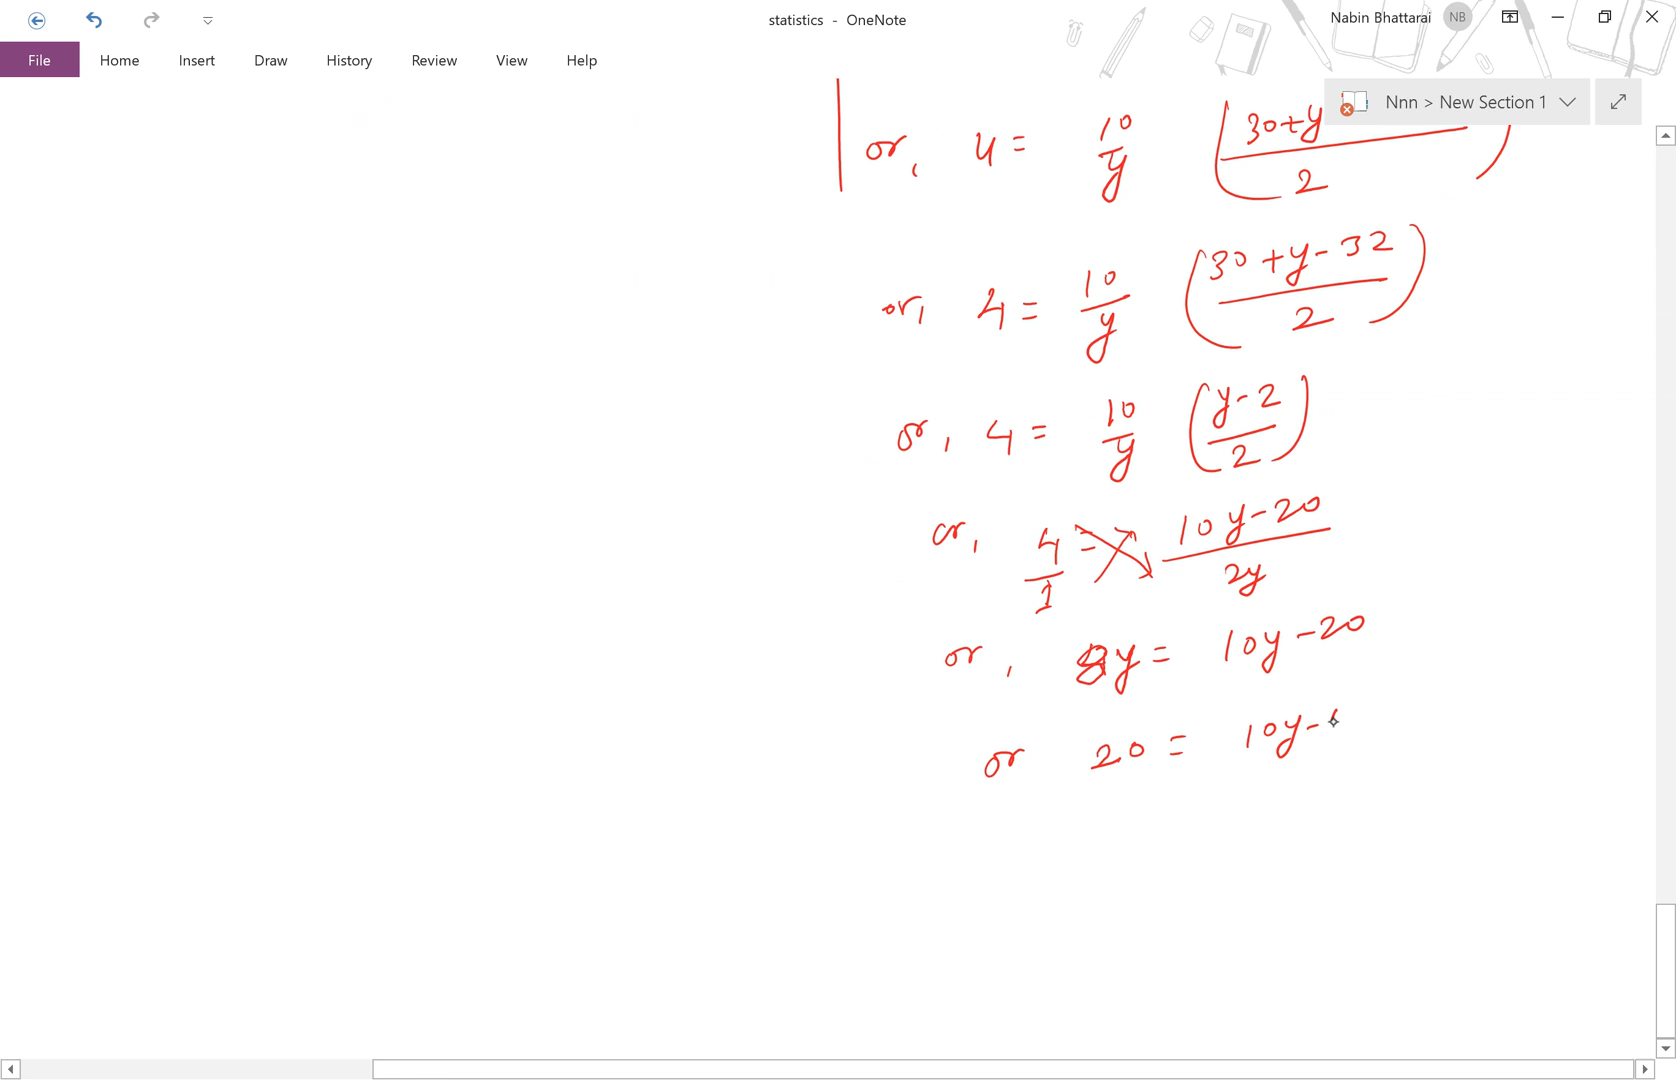 statistics - OneNote
Nabin Bhattarai NB
File Home Insert Draw History Review View Help
Nnn > New Section 1
or, 4 = 10/y (30+y /2)
or, 4 = 10/y (30+y-32/2)
or, 4 = 10/y (y-2/2)
or, 4/1 = 10y-20/2y
or, 8y = 10y-20
or 20 = 10y-